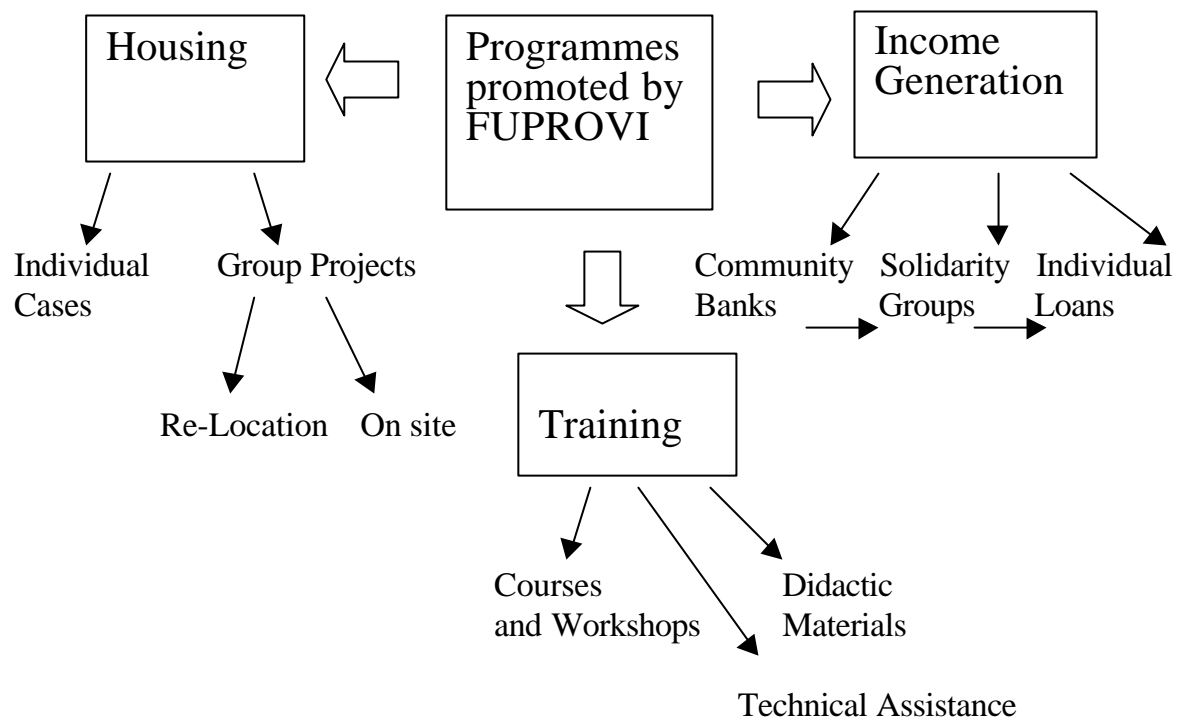 Housing
Programmes
promoted by
FUPROVI
Income
Generation
Individual
Cases
Group Projects
Community
Banks
Solidarity
Groups
Individual
Loans
Re-Location
On site
Training
Courses
and Workshops
Didactic
Materials
Technical Assistance